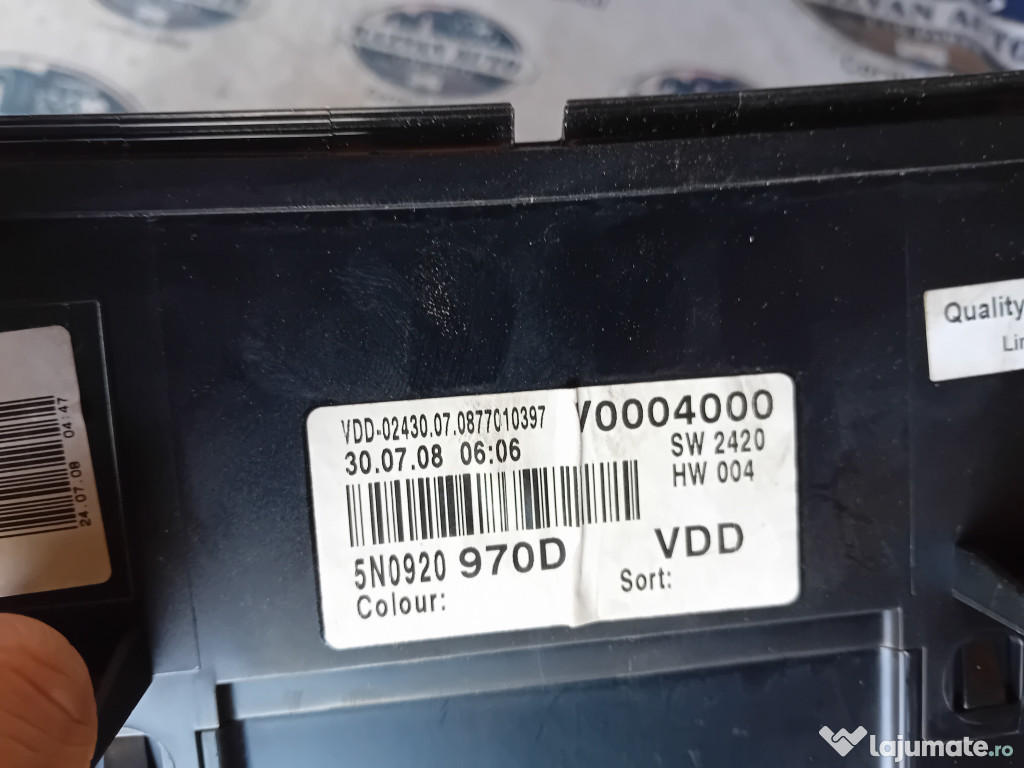 Quality
VDD-02430.07.0877010397
V0004000
30.07.08 06:06
SW 2420
HW 004
24.07.08 04:47
5N0920 970D
VDD
Colour:
Sort:
lajumate.ro